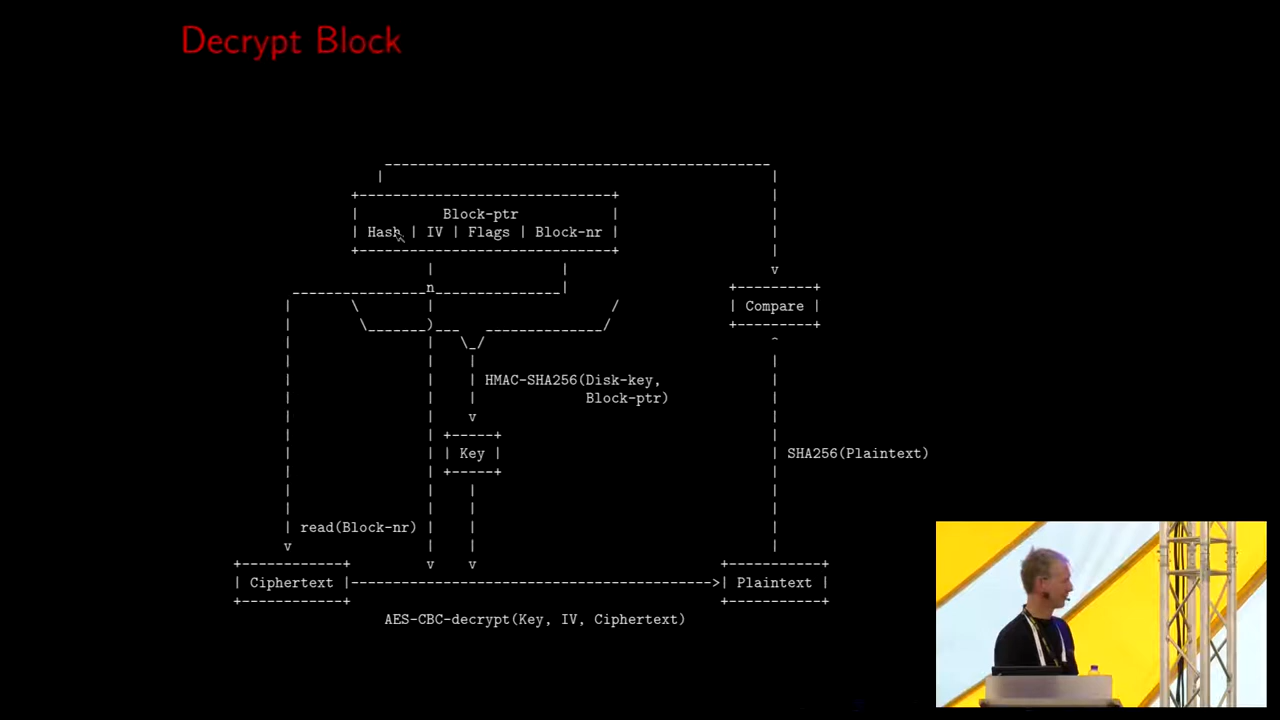 Decrypt Block
Block-ptr
Hash | IV | Flags | Block-nr
n
v
Compare
HMAC-SHA256(Disk-key,
Block-ptr)
v
Key
SHA256(Plaintext)
read(Block-nr)
v
v v
Ciphertext
Plaintext
AES-CBC-decrypt(Key, IV, Ciphertext)